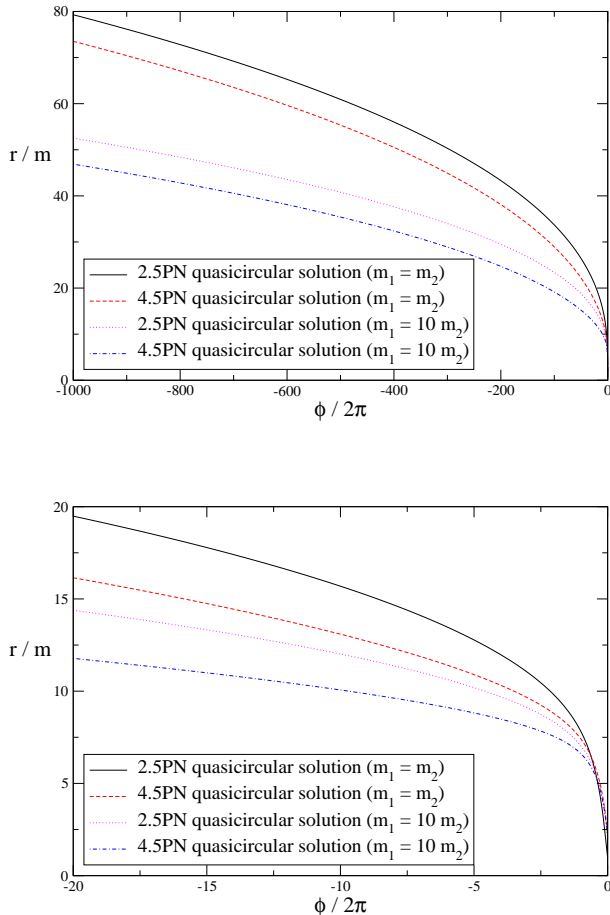 80
60
r / m
40
20
0
2.5PN quasicircular solution (m₁ = m₂)
4.5PN quasicircular solution (m₁ = m₂)
2.5PN quasicircular solution (m₁ = 10 m₂)
4.5PN quasicircular solution (m₁ = 10 m₂)
-1000 -800 -600 -400 -200 0
ϕ / 2π
20
15
r / m
10
5
0
2.5PN quasicircular solution (m₁ = m₂)
4.5PN quasicircular solution (m₁ = m₂)
2.5PN quasicircular solution (m₁ = 10 m₂)
4.5PN quasicircular solution (m₁ = 10 m₂)
-20 -15 -10 -5 0
ϕ / 2π